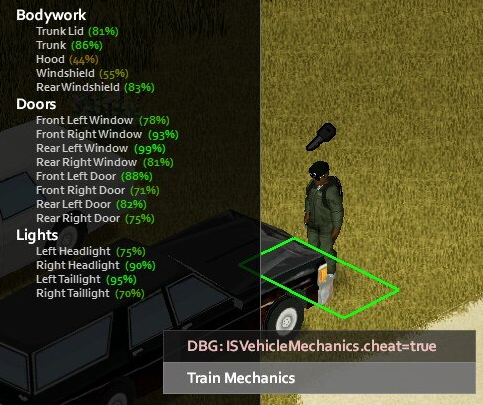 Bodywork
Trunk Lid (81%)
Trunk (86%)
Hood (44%)
Windshield (55%)
Rear Windshield (83%)
Doors
Front Left Window (78%)
Front Right Window (93%)
Rear Left Window (99%)
Rear Right Window (81%)
Front Left Door (88%)
Front Right Door (71%)
Rear Left Door (82%)
Rear Right Door (75%)
Lights
Left Headlight (75%)
Right Headlight (90%)
Left Taillight (95%)
Right Taillight (70%)
DBG: ISVehicleMechanics.cheat=true
Train Mechanics